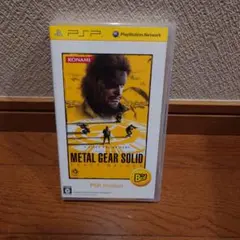 PSP
PlayStation Network
KONAMI
METAL GEAR SOLID
PEACE WALKER
PSP the Best